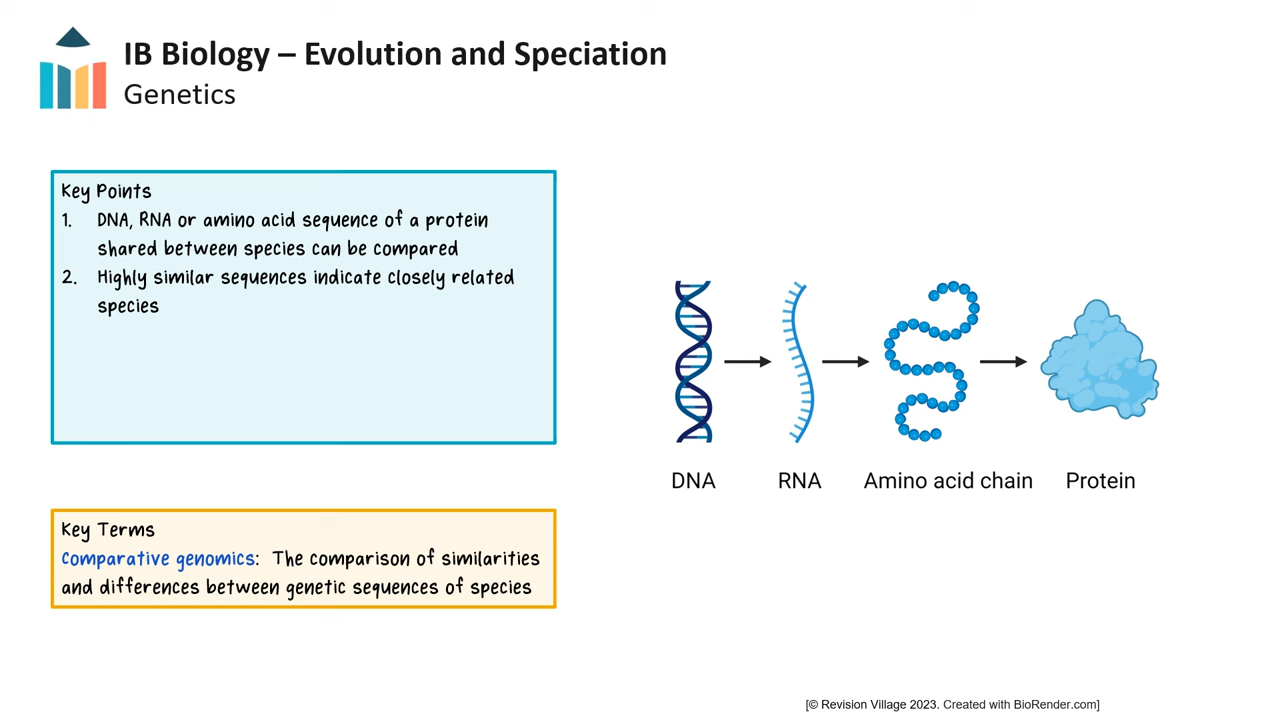 IB Biology – Evolution and Speciation
Genetics
Key Points
1. DNA, RNA or amino acid sequence of a protein
shared between species can be compared
2. Highly similar sequences indicate closely related
species
DNA
RNA
Amino acid chain
Protein
Key Terms
Comparative genomics: The comparison of similarities
and differences between genetic sequences of species
[© Revision Village 2023. Created with BioRender.com]